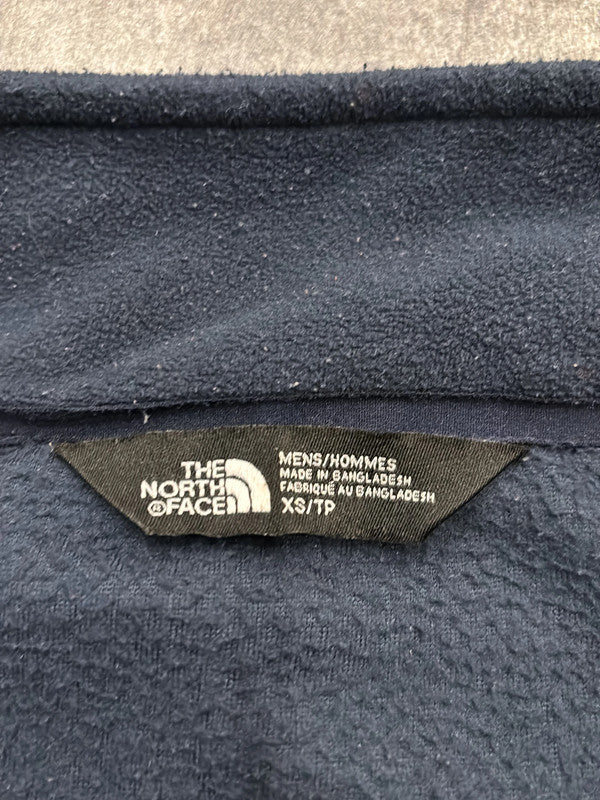 THE
NORTH
FACE
MENS/HOMMES
MADE IN BANGLADESH
FABRIQUÉ AU BANGLADESH
XS/TP